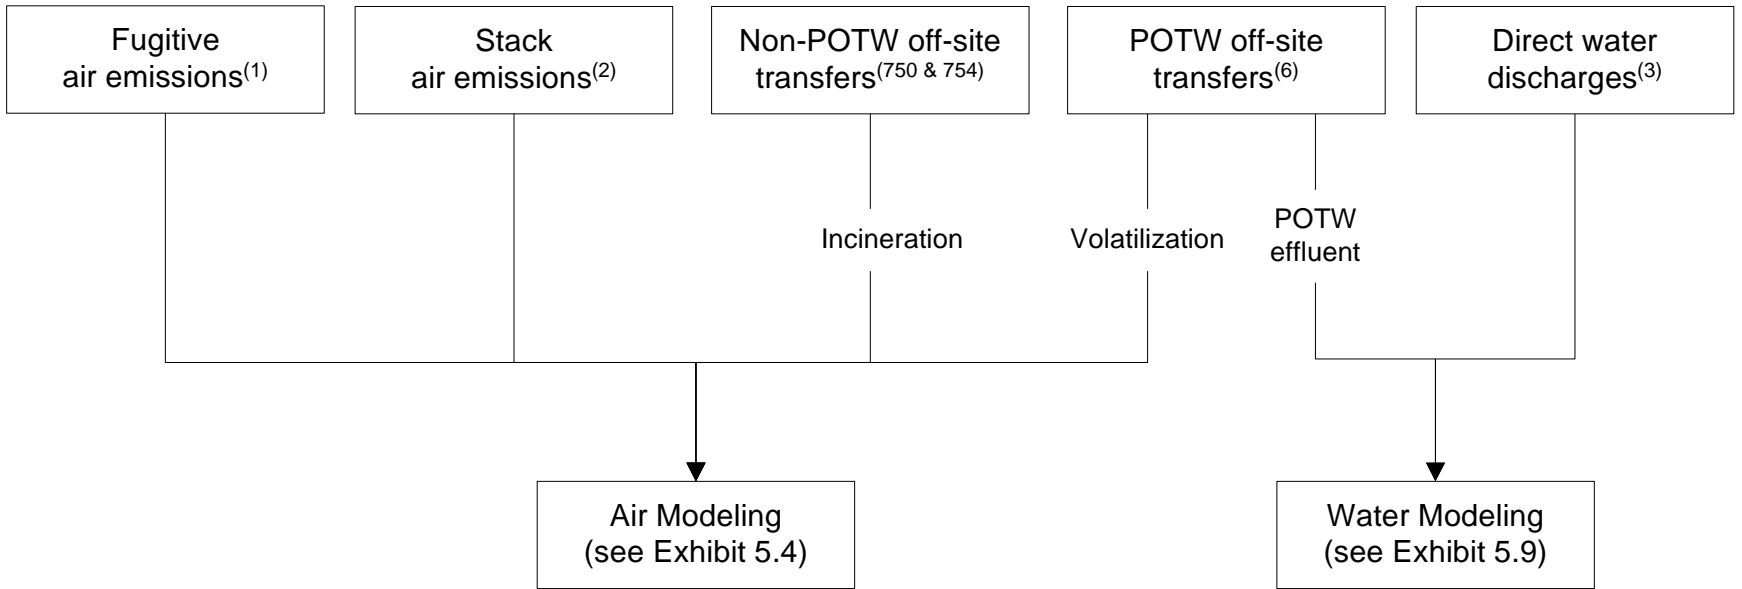 Fugitive
air emissions(1)
Stack
air emissions(2)
Non-POTW off-site
transfers(750 & 754)
POTW off-site
transfers(6)
Direct water
discharges(3)
Incineration
Volatilization
POTW
effluent
Air Modeling
(see Exhibit 5.4)
Water Modeling
(see Exhibit 5.9)